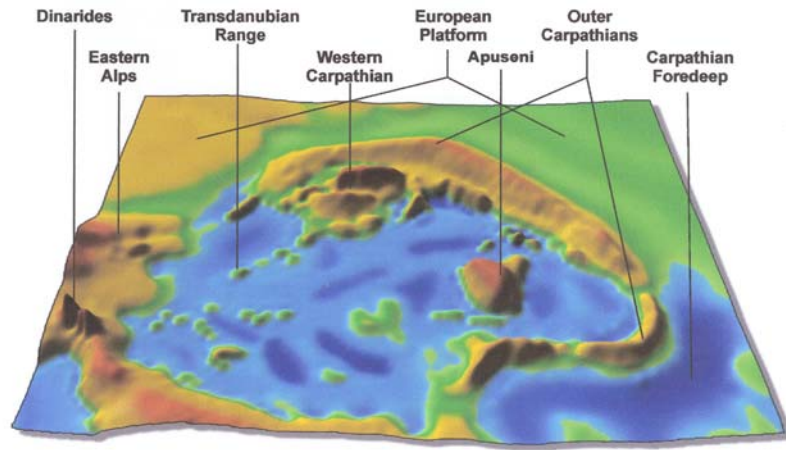 Dinarides
Transdanubian
Range
European
Platform
Outer
Carpathians
Eastern
Alps
Western
Carpathian
Apuseni
Carpathian
Foredeep